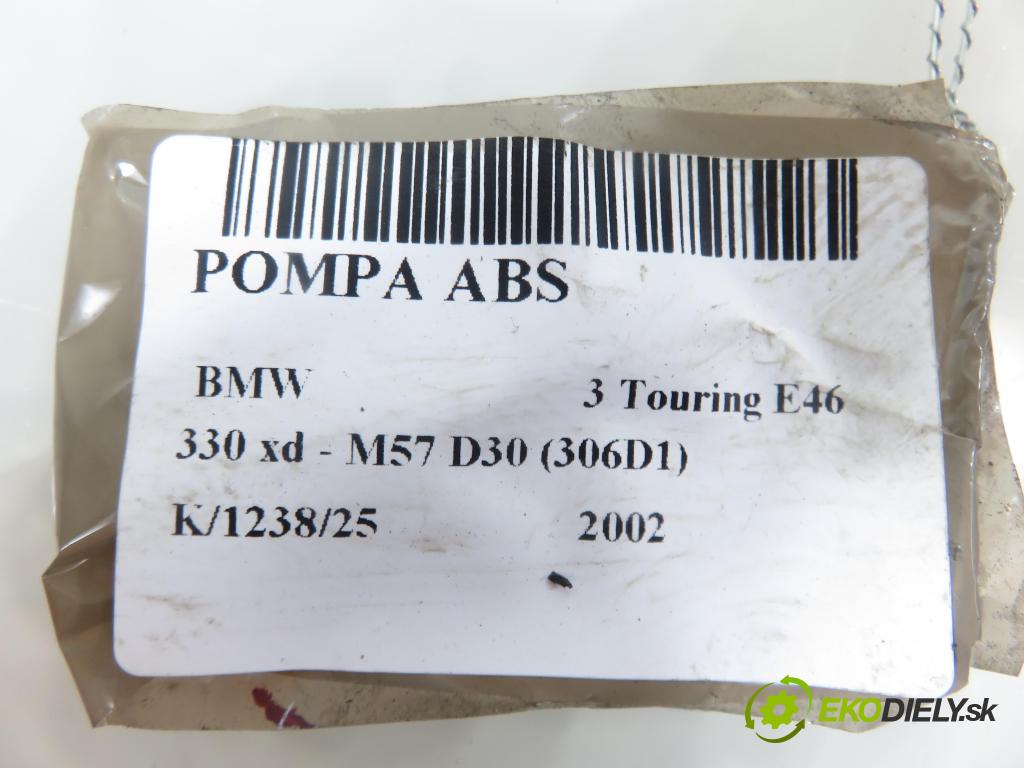 POMPA ABS
BMW 3 Touring E46
330 xd - M57 D30 (306D1)
K/1238/25 2002
EKODIELY.sk